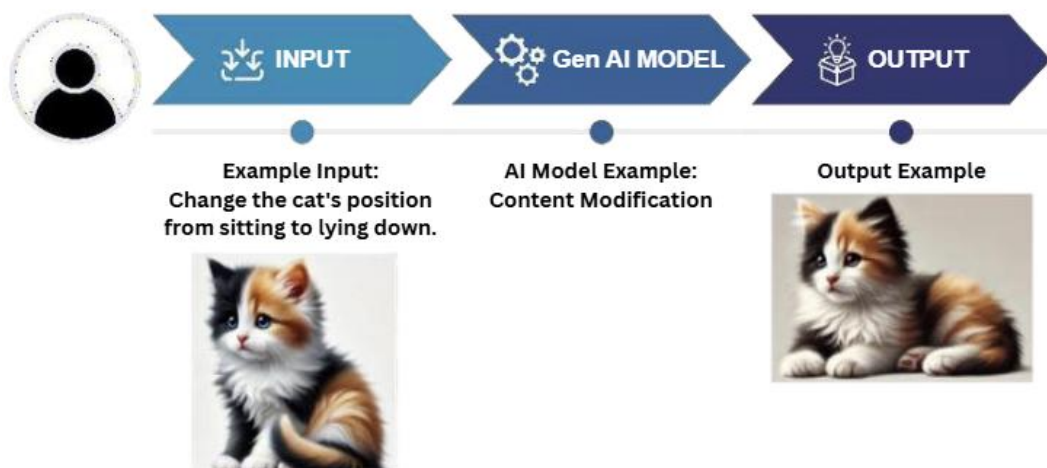 INPUT
Gen AI MODEL
OUTPUT
Example Input:
Change the cat's position
from sitting to lying down.
AI Model Example:
Content Modification
Output Example